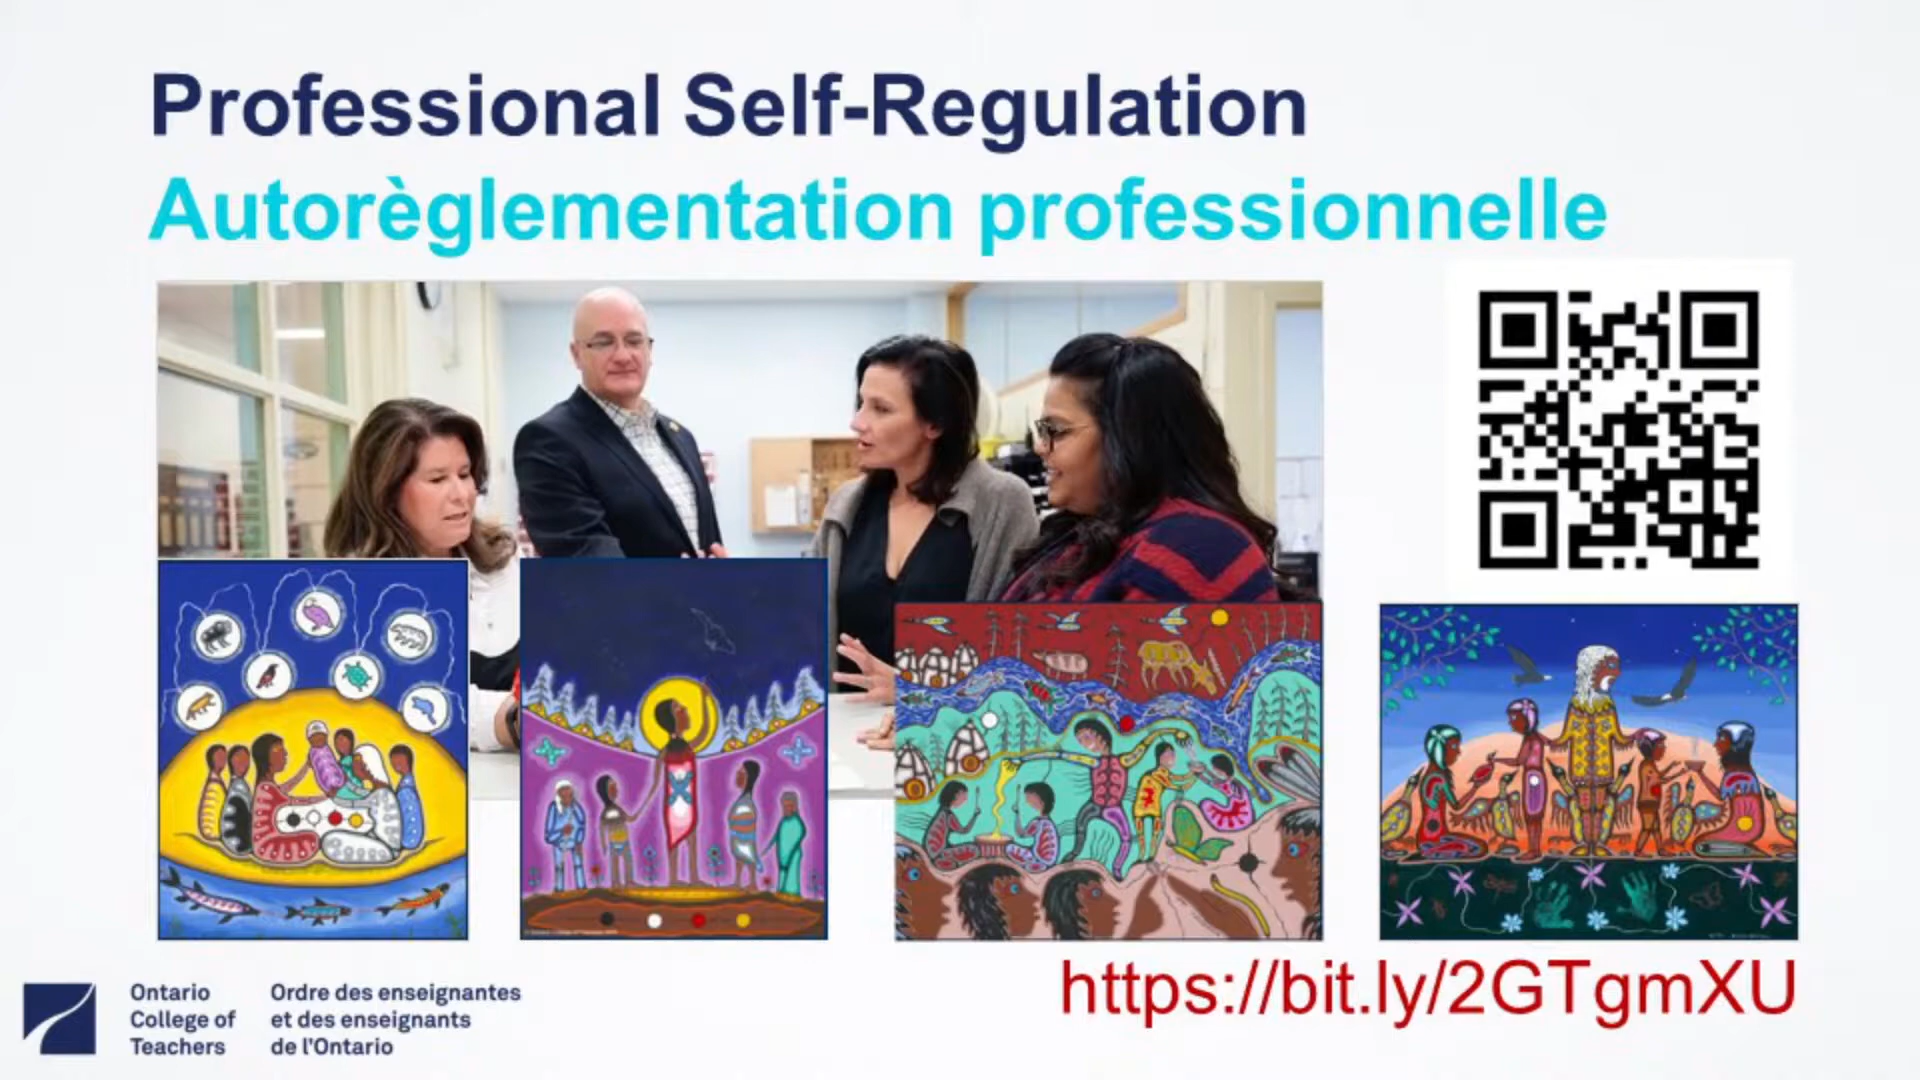 Professional Self-Regulation
Autorèglementation professionnelle
https://bit.ly/2GTgmXU
Ontario
College of
Teachers
Ordre des enseignantes
et des enseignants
de l'Ontario